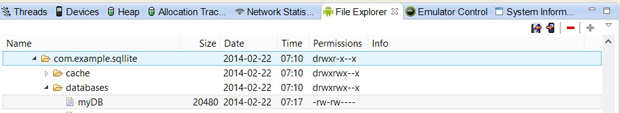 Threads Devices Heap Allocation Trac... Network Statis... File Explorer Emulator Control System Inform...
Name Size Date Time Permissions Info
com.example.sqllite 2014-02-22 07:10 drwxr-x--x
cache 2014-02-22 07:10 drwxrwx--x
databases 2014-02-22 07:10 drwxrwx--x
myDB 20480 2014-02-22 07:17 -rw-rw----